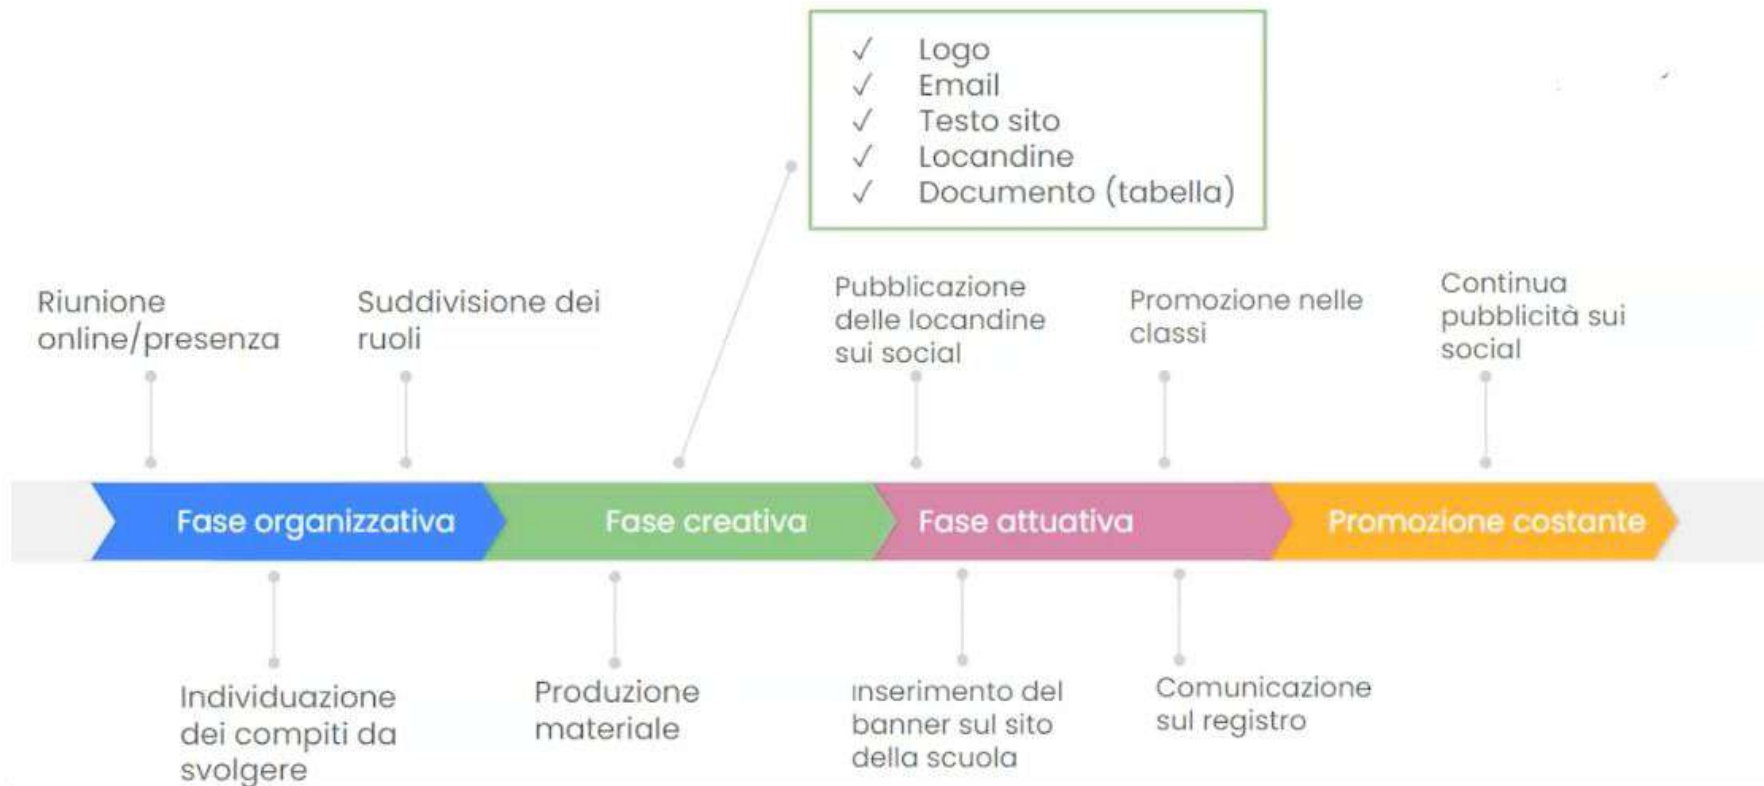 ✓ Logo
✓ Email
✓ Testo sito
✓ Locandine
✓ Documento (tabella)
Riunione
online/presenza
Suddivisione dei
ruoli
Pubblicazione
delle locandine
sui social
Promozione nelle
classi
Continua
pubblicità sui
social
Fase organizzativa
Fase creativa
Fase attuativa
Promozione costante
Individuazione
dei compiti da
svolgere
Produzione
materiale
Inserimento del
banner sul sito
della scuola
Comunicazione
sul registro